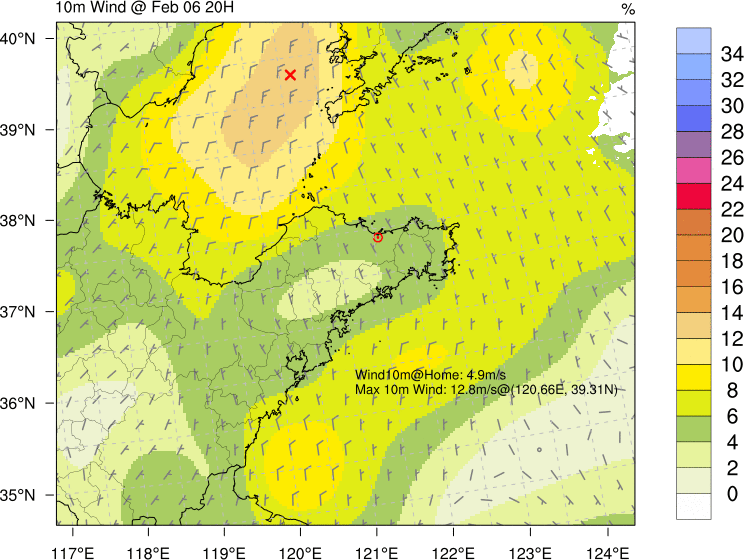 10m Wind @ Feb 06 20H
%
40°N
39°N
38°N
37°N
36°N
35°N
Wind10m@Home: 4.9m/s
Max 10m Wind: 12.8m/s@(120.66E, 39.31N)
117°E
118°E
119°E
120°E
121°E
122°E
123°E
124°E
34
32
30
28
26
24
22
20
18
16
14
12
10
8
6
4
2
0